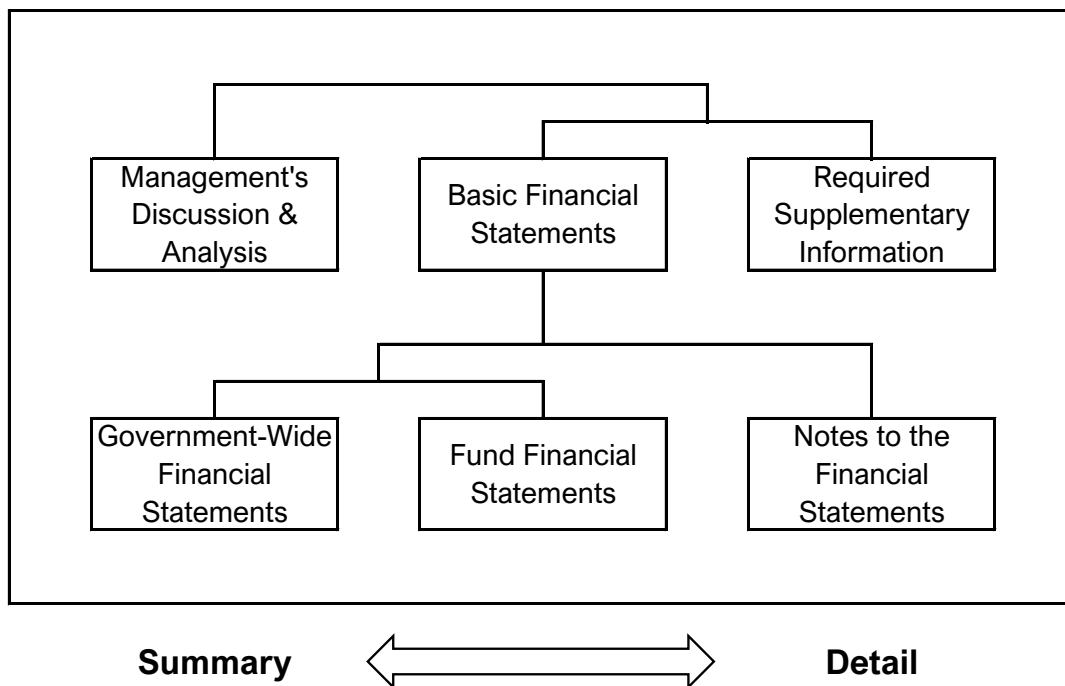 Management's
Discussion &
Analysis
Basic Financial
Statements
Required
Supplementary
Information
Government-Wide
Financial
Statements
Fund Financial
Statements
Notes to the
Financial
Statements
Summary
Detail